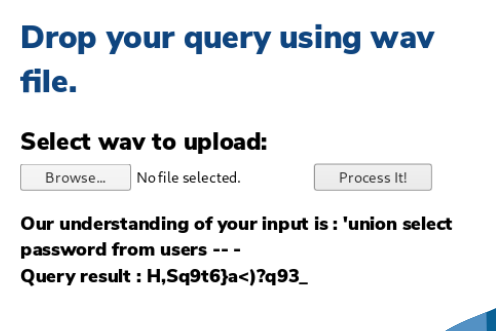 Drop your query using wav
file.
Select wav to upload:
Browse... No file selected. Process It!
Our understanding of your input is : 'union select
password from users -- -
Query result : H,Sq9t6}a<)?q93_